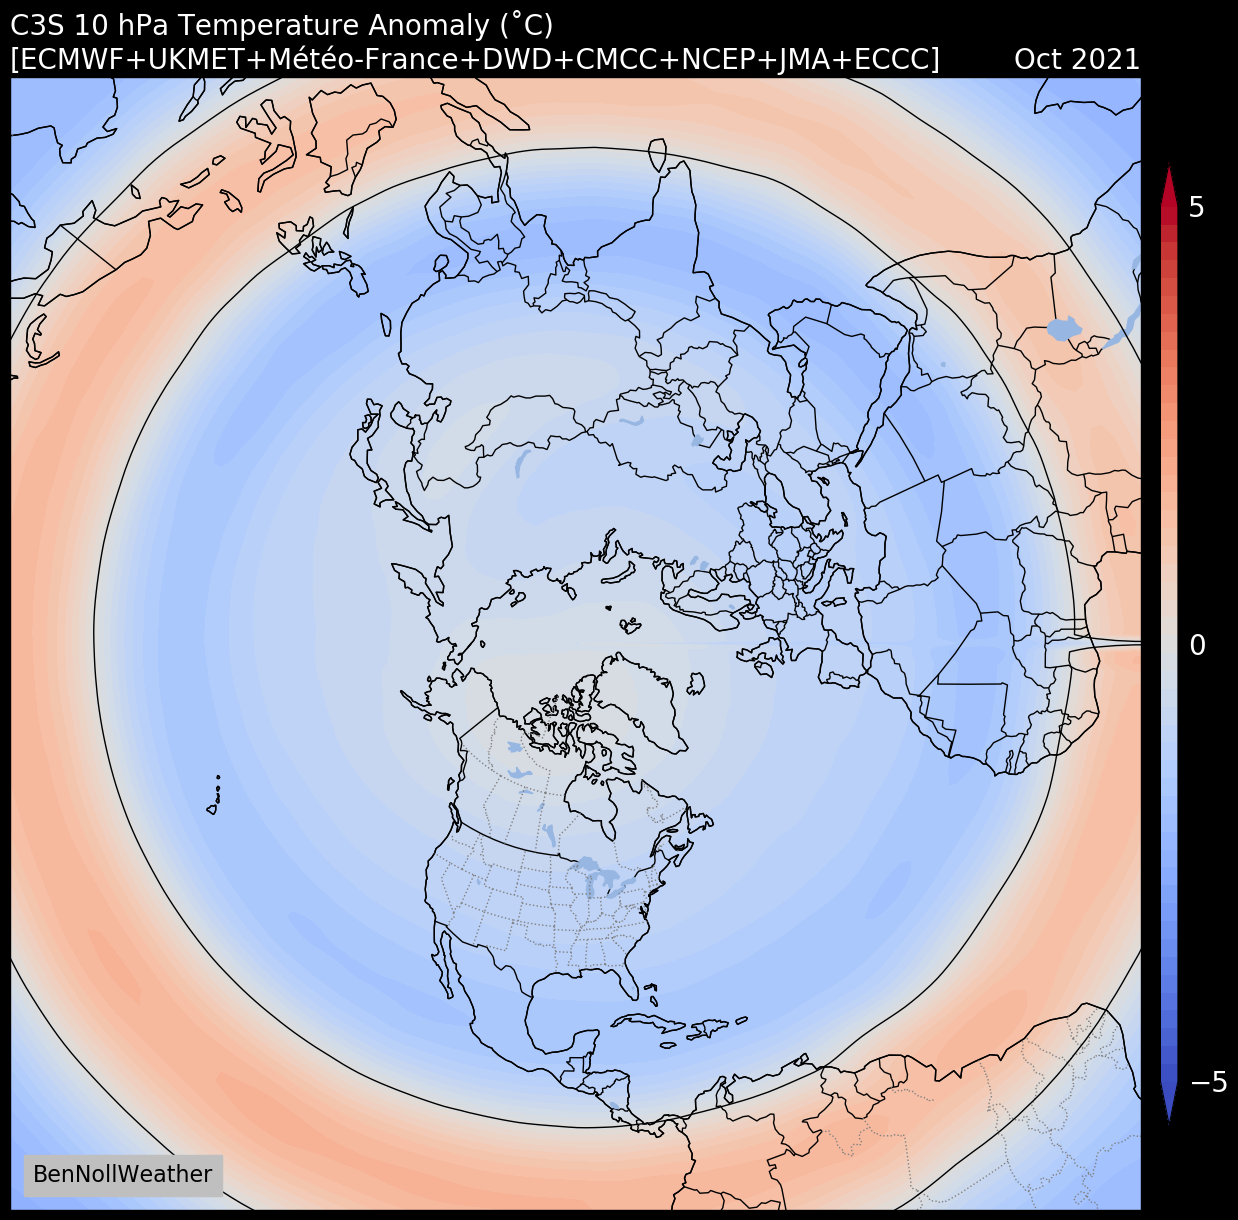 C3S 10 hPa Temperature Anomaly (˚C)
[ECMWF+UKMET+Météo-France+DWD+CMCC+NCEP+JMA+ECCC] Oct 2021
5
0
−5
BenNollWeather